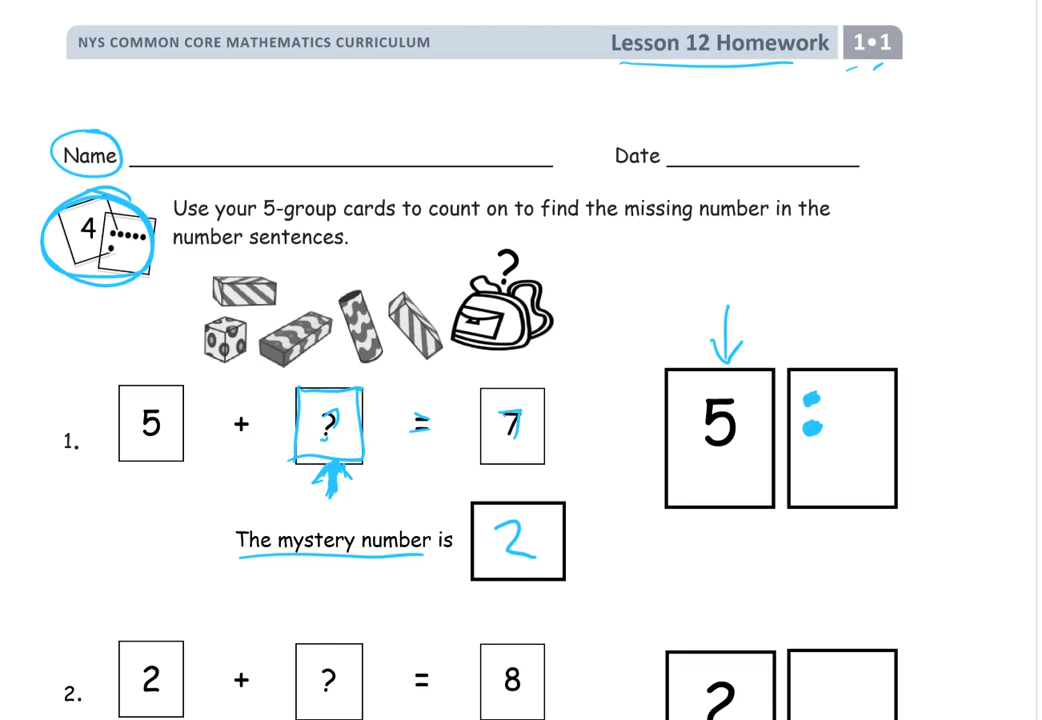 NYS COMMON CORE MATHEMATICS CURRICULUM Lesson 12 Homework 1•1
Name Date
4
Use your 5-group cards to count on to find the missing number in the
number sentences.
?
1. 5 + ? = 7
5
The mystery number is 2
2. 2 + ? = 8